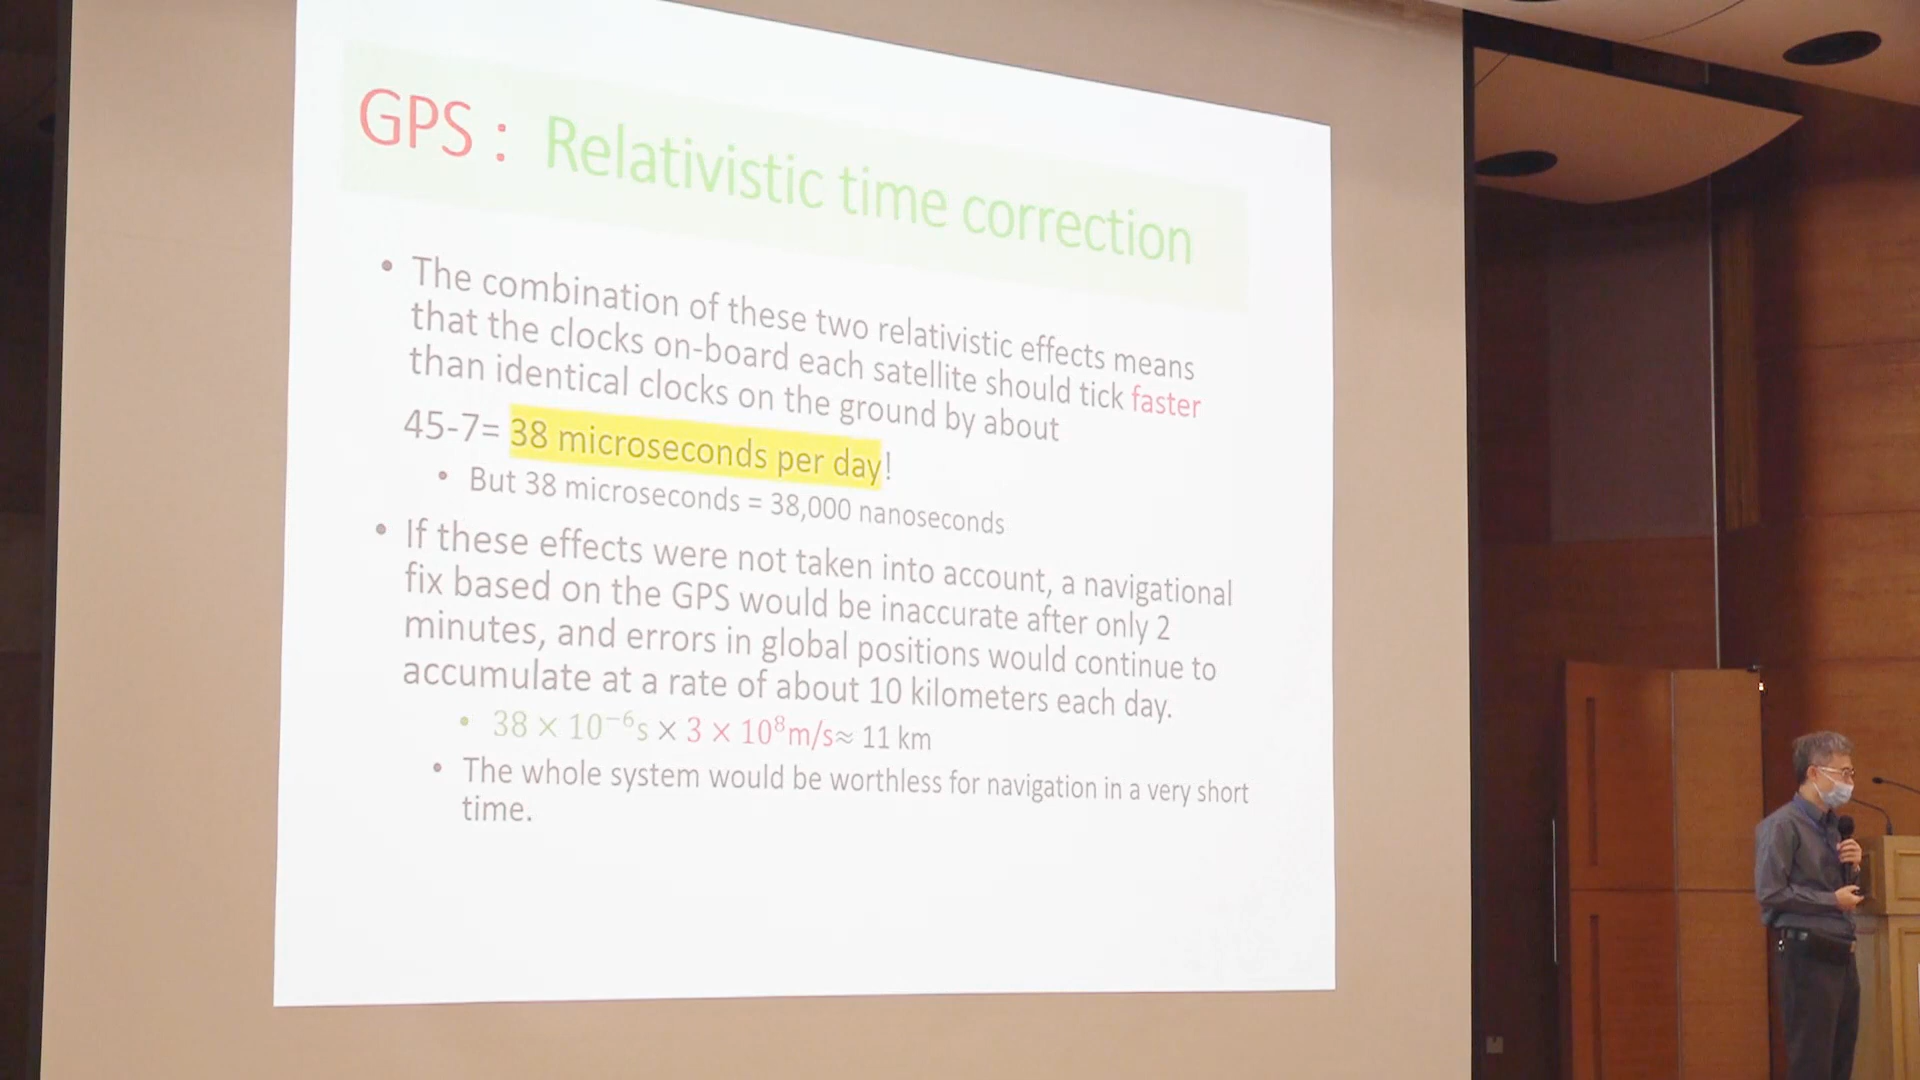 GPS : Relativistic time correction
• The combination of these two relativistic effects means
that the clocks on-board each satellite should tick faster
than identical clocks on the ground by about
45-7= 38 microseconds per day!
• But 38 microseconds = 38,000 nanoseconds
• If these effects were not taken into account, a navigational
fix based on the GPS would be inaccurate after only 2
minutes, and errors in global positions would continue to
accumulate at a rate of about 10 kilometers each day.
• 38 × 10⁻⁶s × 3 × 10⁸m/s≈ 11 km
• The whole system would be worthless for navigation in a very short
time.